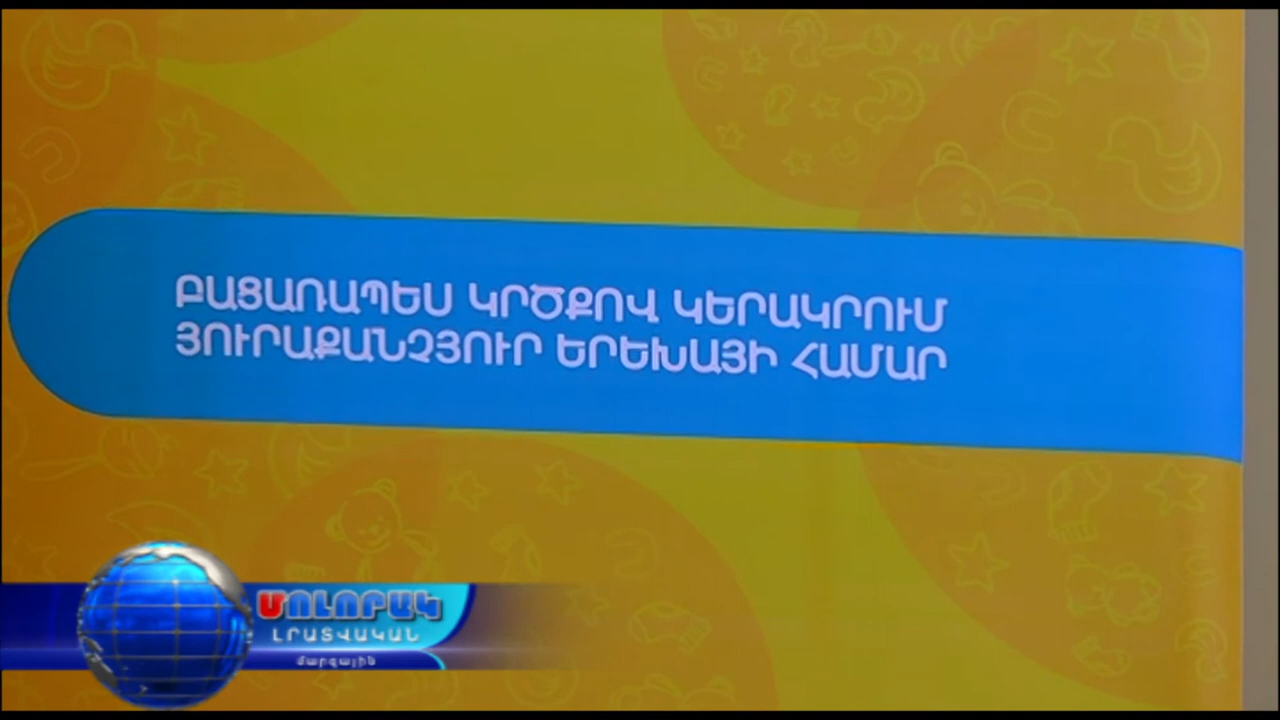 ԲԱՑԱՌԱՊԵՍ ԿՐԾՔՈՎ ԿԵՐԱԿՐՈՒՄ
ՅՈՒՐԱՔԱՆՉՅՈՒՐ ԵՐԵԽԱՅԻ ՀԱՄԱՐ
ՄՈԼՈՐԱԿ
ԼՐԱՏՎԱԿԱՆ
մարզային